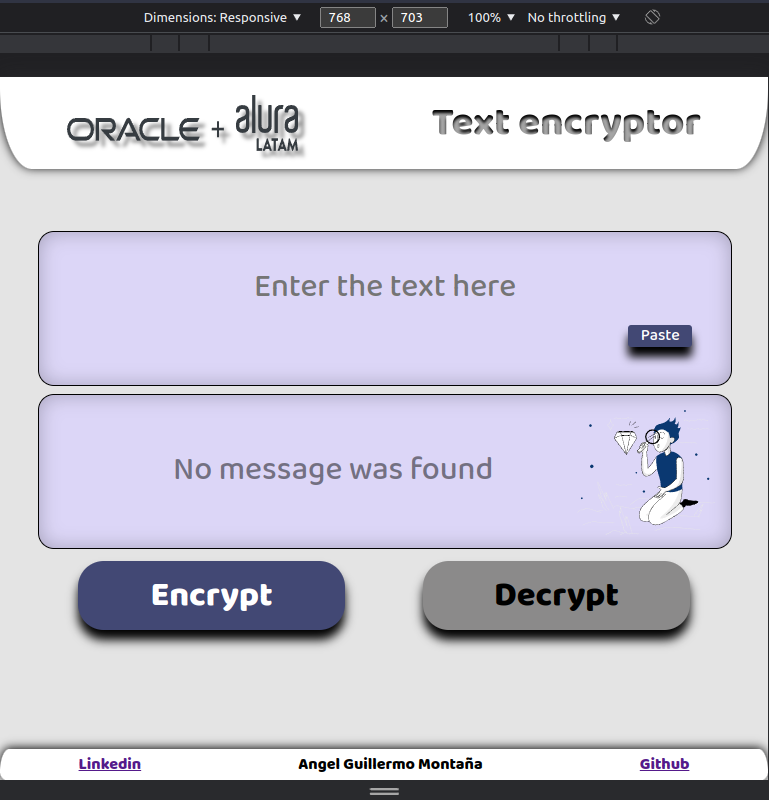 Dimensions: Responsive ▼ 768 x 703 100% ▼ No throttling ▼
ORACLE + alura LATAM
Text encryptor
Enter the text here
Paste
No message was found
Encrypt Decrypt
Linkedin Angel Guillermo Montaña Github